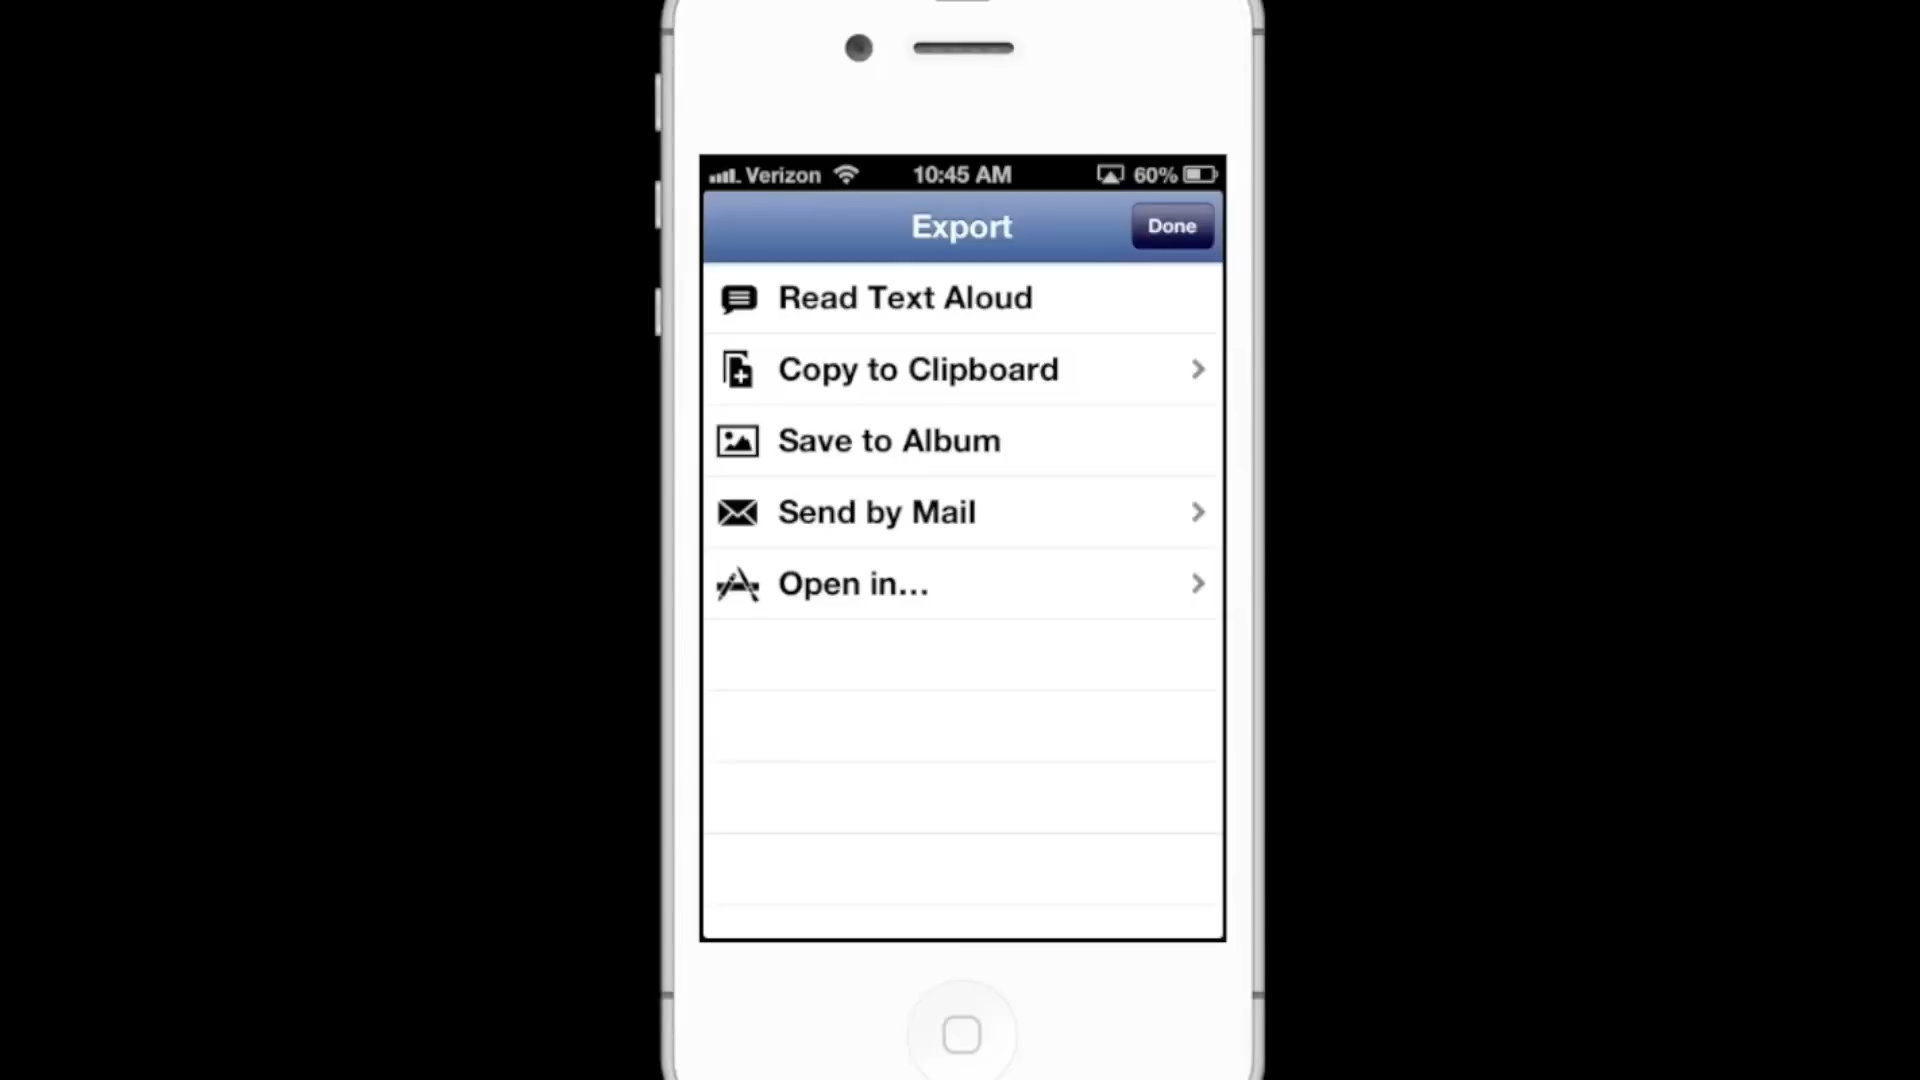 Verizon 10:45 AM 60%
Export Done
Read Text Aloud
Copy to Clipboard
Save to Album
Send by Mail
Open in...